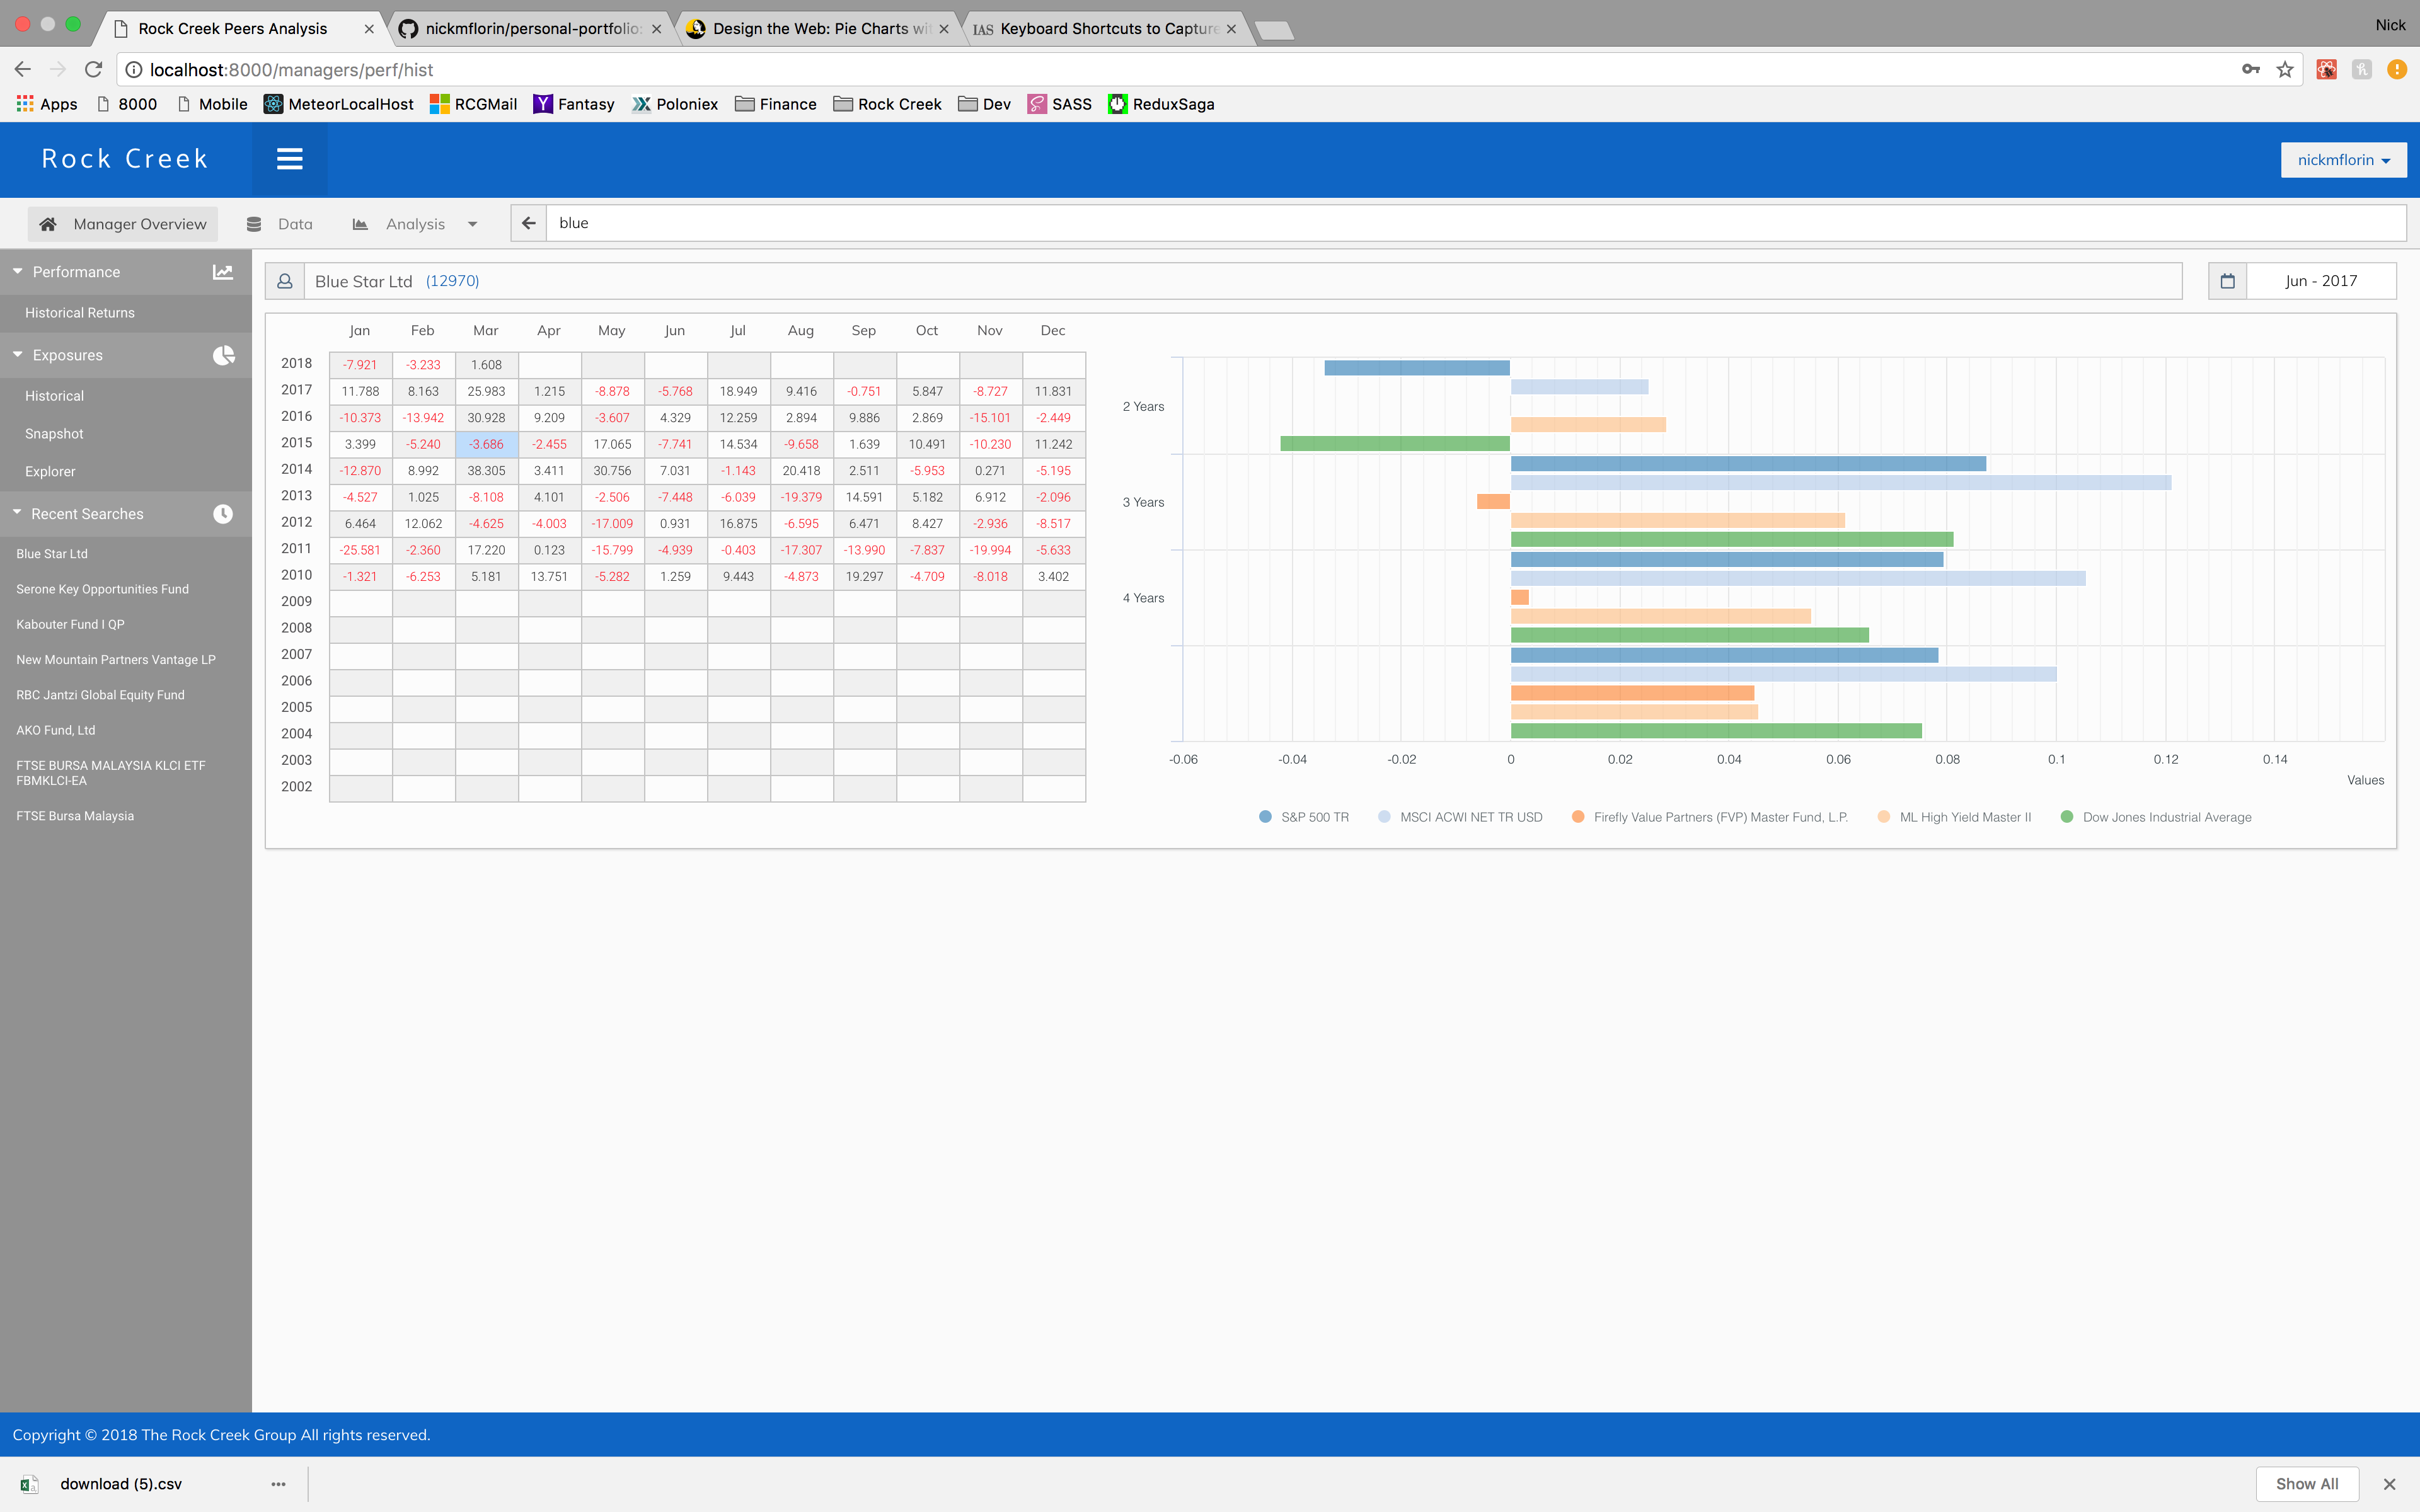 Rock Creek Peers Analysis
nickmflorin/personal-portfolio:
Design the Web: Pie Charts wit
IAS Keyboard Shortcuts to Capture
Nick
localhost:8000/managers/perf/hist
Apps 8000 Mobile MeteorLocalHost RCGMail Fantasy Poloniex Finance Rock Creek Dev SASS ReduxSaga
Rock Creek
nickmflorin
Manager Overview Data Analysis blue
Performance
Historical Returns
Exposures
Historical
Snapshot
Explorer
Recent Searches
Blue Star Ltd
Serone Key Opportunities Fund
Kabouter Fund I QP
New Mountain Partners Vantage LP
RBC Jantzi Global Equity Fund
AKO Fund, Ltd
FTSE BURSA MALAYSIA KLCI ETF
FBMKLCI-EA
FTSE Bursa Malaysia
Blue Star Ltd (12970)
Jun - 2017
Jan Feb Mar Apr May Jun Jul Aug Sep Oct Nov Dec
2018 -7.921 -3.233 1.608
2017 11.788 8.163 25.983 1.215 -8.878 -5.768 18.949 9.416 -0.751 5.847 -8.727 11.831
2016 -10.373 -13.942 30.928 9.209 -3.607 4.329 12.259 2.894 9.886 2.869 -15.101 -2.449
2015 3.399 -5.240 -3.686 -2.455 17.065 -7.741 14.534 -9.658 1.639 10.491 -10.230 11.242
2014 -12.870 8.992 38.305 3.411 30.756 7.031 -1.143 20.418 2.511 -5.953 0.271 -5.195
2013 -4.527 1.025 -8.108 4.101 -2.506 -7.448 -6.039 -19.379 14.591 5.182 6.912 -2.096
2012 6.464 12.062 -4.625 -4.003 -17.009 0.931 16.875 -6.595 6.471 8.427 -2.936 -8.517
2011 -25.581 -2.360 17.220 0.123 -15.799 -4.939 -0.403 -17.307 -13.990 -7.837 -19.994 -5.633
2010 -1.321 -6.253 5.181 13.751 -5.282 1.259 9.443 -4.873 19.297 -4.709 -8.018 3.402
2009
2008
2007
2006
2005
2004
2003
2002
2 Years
3 Years
4 Years
-0.06 -0.04 -0.02 0 0.02 0.04 0.06 0.08 0.1 0.12 0.14
Values
S&P 500 TR MSCI ACWI NET TR USD Firefly Value Partners (FVP) Master Fund, L.P. ML High Yield Master II Dow Jones Industrial Average
Copyright © 2018 The Rock Creek Group All rights reserved.
download (5).csv
Show All